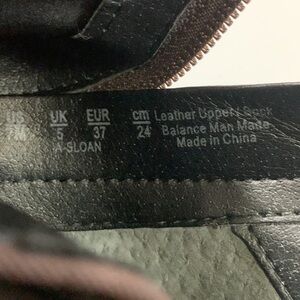 US UK EUR cm Leather Upper / Sock
5 37 24 Balance Man Made
A-SLOAN Made in China